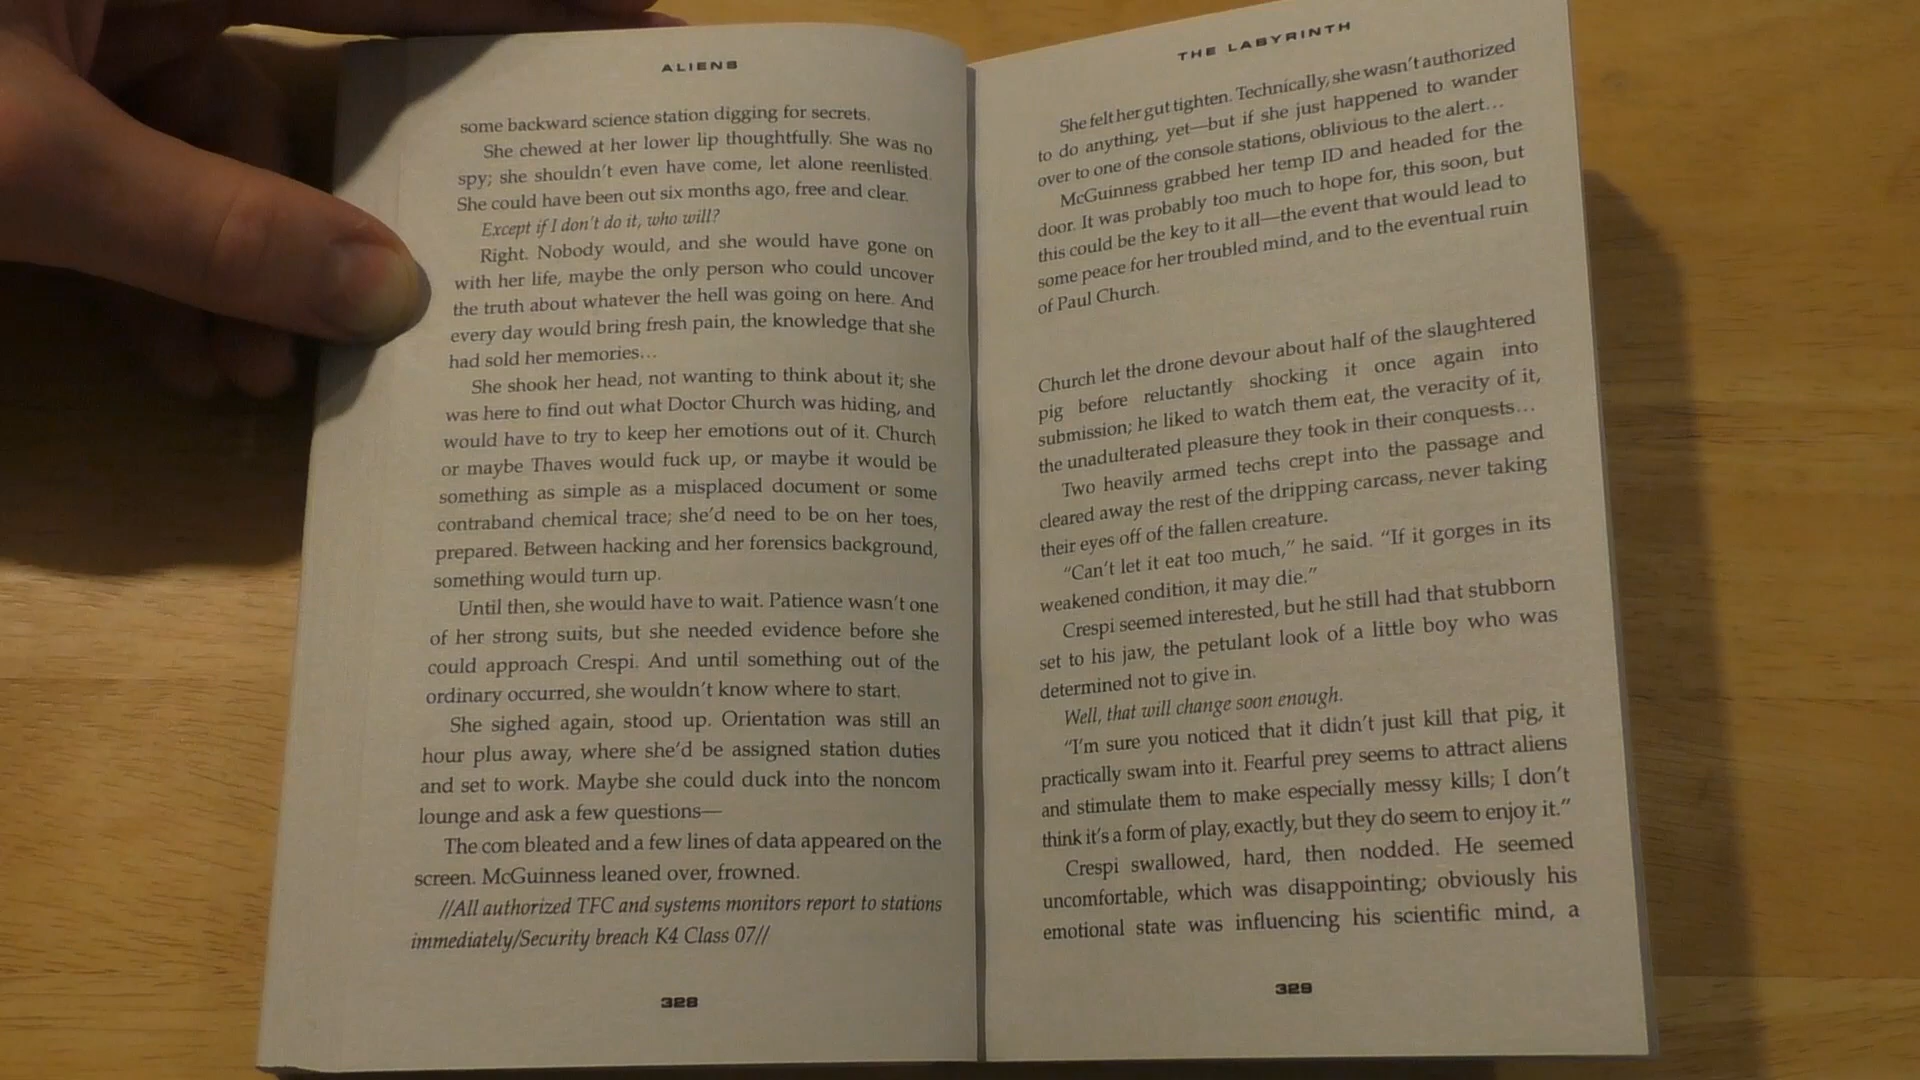 ALIENS
some backward science station digging for secrets.
She chewed at her lower lip thoughtfully. She was no
spy; she shouldn't even have come, let alone reenlisted.
She could have been out six months ago, free and clear.
Except if I don't do it, who will?
Right. Nobody would, and she would have gone on
with her life, maybe the only person who could uncover
the truth about whatever the hell was going on here. And
every day would bring fresh pain, the knowledge that she
had sold her memories…
She shook her head, not wanting to think about it; she
was here to find out what Doctor Church was hiding, and
would have to try to keep her emotions out of it. Church
or maybe Thaves would fuck up, or maybe it would be
something as simple as a misplaced document or some
contraband chemical trace; she'd need to be on her toes,
prepared. Between hacking and her forensics background,
something would turn up.
Until then, she would have to wait. Patience wasn't one
of her strong suits, but she needed evidence before she
could approach Crespi. And until something out of the
ordinary occurred, she wouldn't know where to start.
She sighed again, stood up. Orientation was still an
hour plus away, where she'd be assigned station duties
and set to work. Maybe she could duck into the noncom
lounge and ask a few questions—
The com bleated and a few lines of data appeared on the
screen. McGuinness leaned over, frowned.
//All authorized TFC and systems monitors report to stations
immediately/Security breach K4 Class 07//
328
THE LABYRINTH
She felt her gut tighten. Technically, she wasn't authorized
to do anything, yet—but if she just happened to wander
over to one of the console stations, oblivious to the alert…
McGuinness grabbed her temp ID and headed for the
door. It was probably too much to hope for, this soon, but
this could be the key to it all—the event that would lead to
some peace for her troubled mind, and to the eventual ruin
of Paul Church.
Church let the drone devour about half of the slaughtered
pig before reluctantly shocking it once again into
submission; he liked to watch them eat, the veracity of it,
the unadulterated pleasure they took in their conquests…
Two heavily armed techs crept into the passage and
cleared away the rest of the dripping carcass, never taking
their eyes off of the fallen creature.
"Can't let it eat too much," he said. "If it gorges in its
weakened condition, it may die."
Crespi seemed interested, but he still had that stubborn
set to his jaw, the petulant look of a little boy who was
determined not to give in.
Well, that will change soon enough.
"I'm sure you noticed that it didn't just kill that pig, it
practically swam into it. Fearful prey seems to attract aliens
and stimulate them to make especially messy kills; I don't
think it's a form of play, exactly, but they do seem to enjoy it."
Crespi swallowed, hard, then nodded. He seemed
uncomfortable, which was disappointing; obviously his
emotional state was influencing his scientific mind, a
329